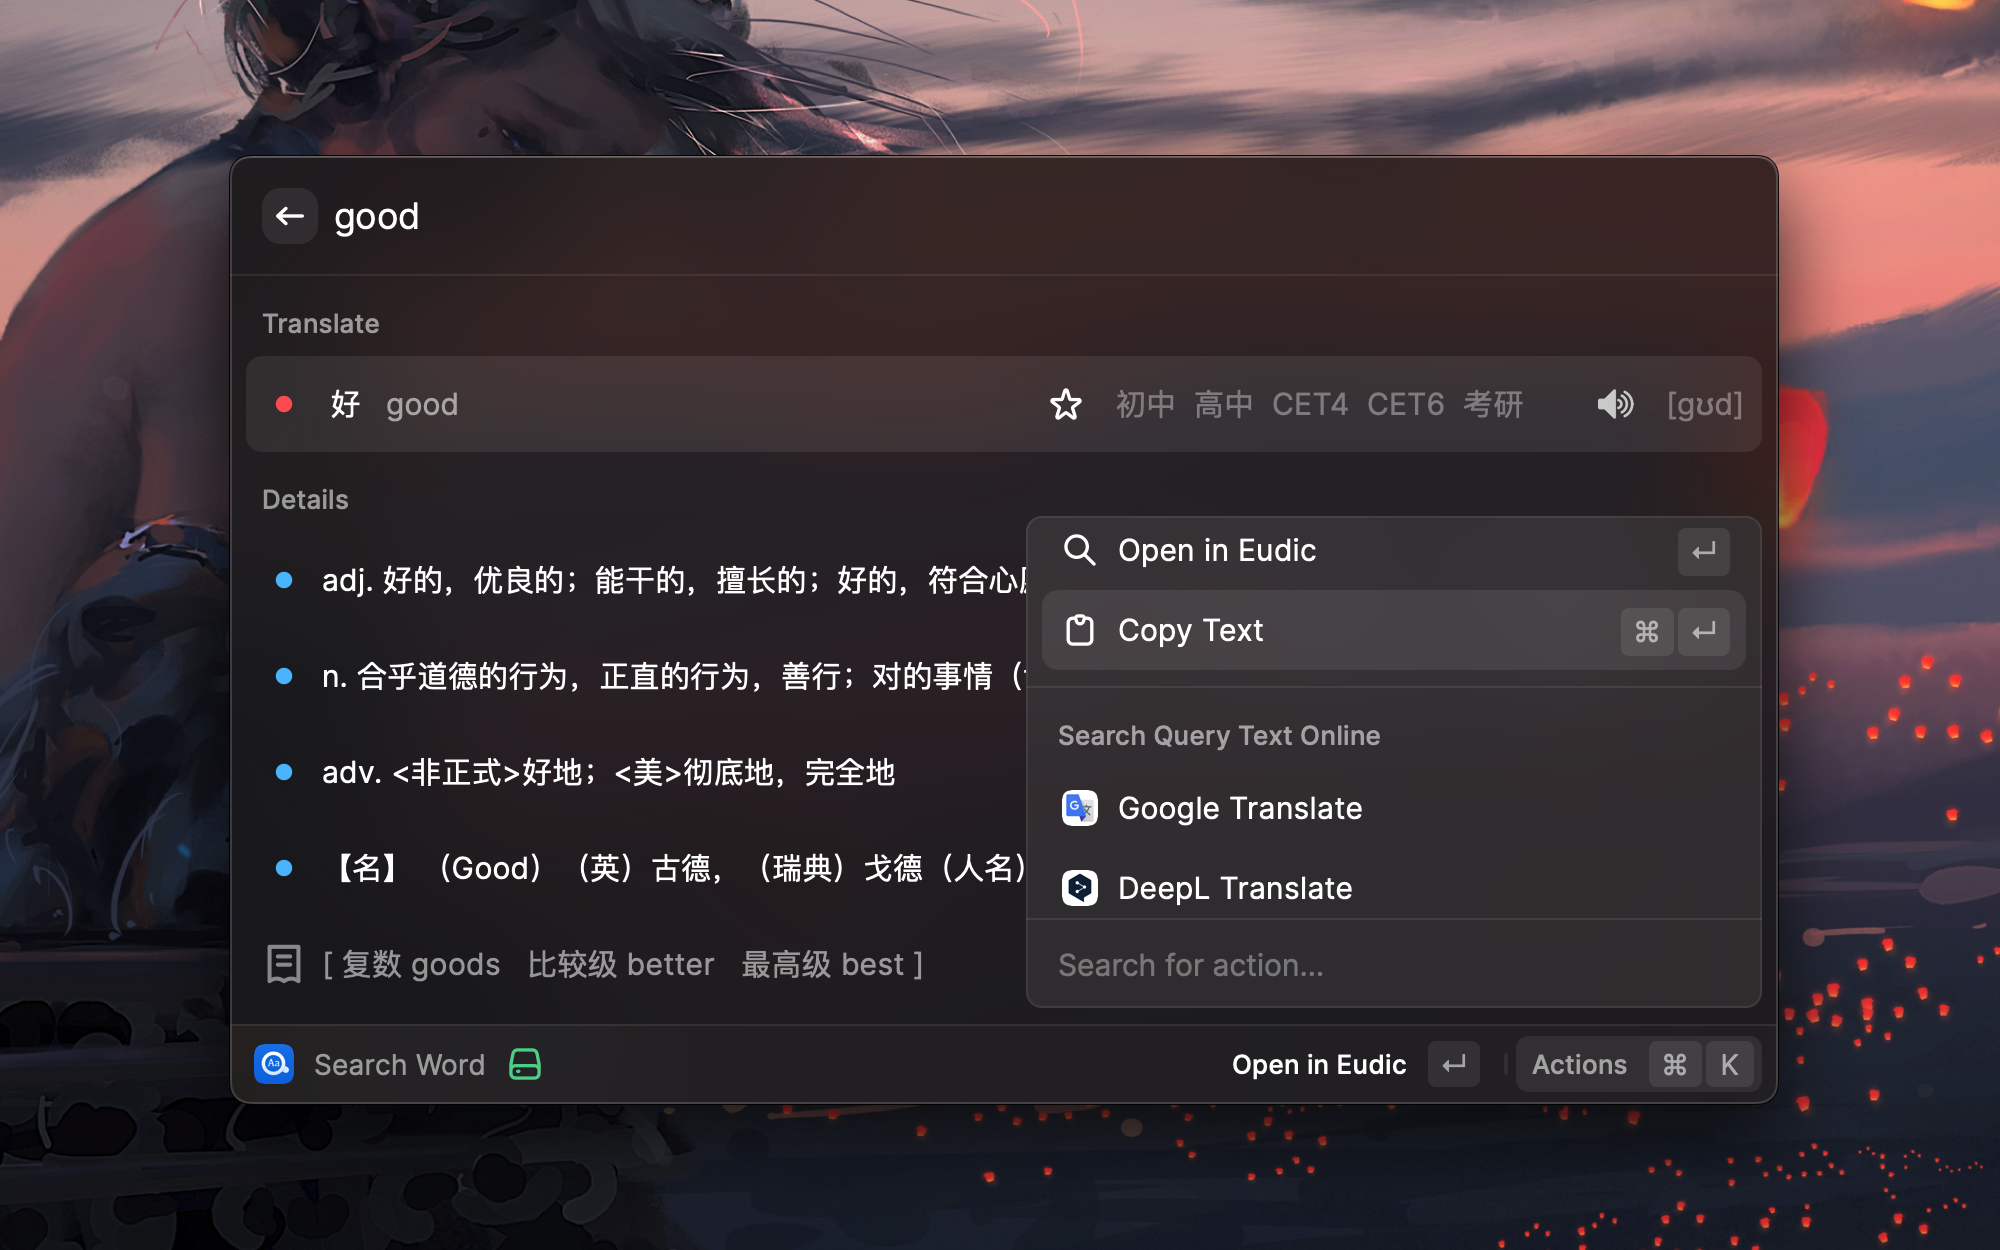 good
Translate
好 good 初中 高中 CET4 CET6 考研 [gʊd]
Details
adj. 好的，优良的；能干的，擅长的；好的，符合心
n. 合乎道德的行为，正直的行为，善行；对的事情（
adv. <非正式>好地；<美>彻底地，完全地
【名】 （Good）（英）古德，（瑞典）戈德（人名）
[ 复数 goods 比较级 better 最高级 best ]
Open in Eudic ↵
Copy Text ⌘ ↵
Search Query Text Online
Google Translate
DeepL Translate
Search for action...
Search Word Open in Eudic ↵ Actions ⌘ K